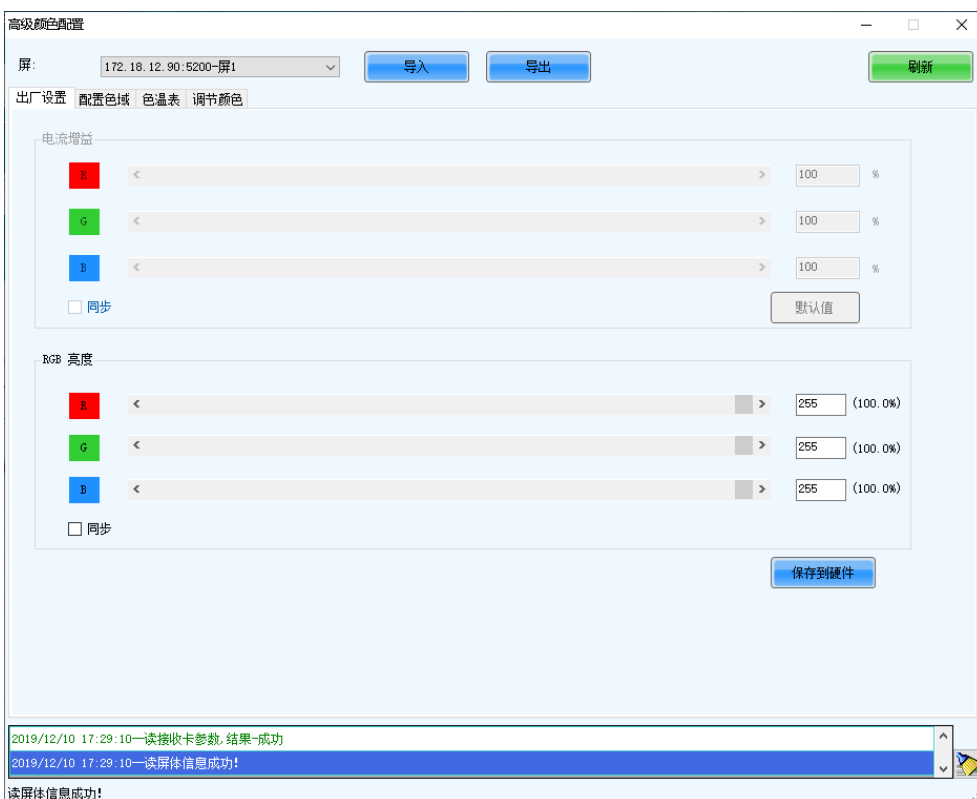 高级颜色配置
屏:
172.18.12.90:5200-屏1
导入
导出
刷新
出厂设置 配置色域 色温表 调节颜色
电流增益
R
100 %
G
100 %
B
100 %
同步
默认值
RGB 亮度
R
255 (100.0%)
G
255 (100.0%)
B
255 (100.0%)
同步
保存到硬件
2019/12/10 17:29:10—读接收卡参数,结果-成功
2019/12/10 17:29:10—读屏体信息成功!
读屏体信息成功!